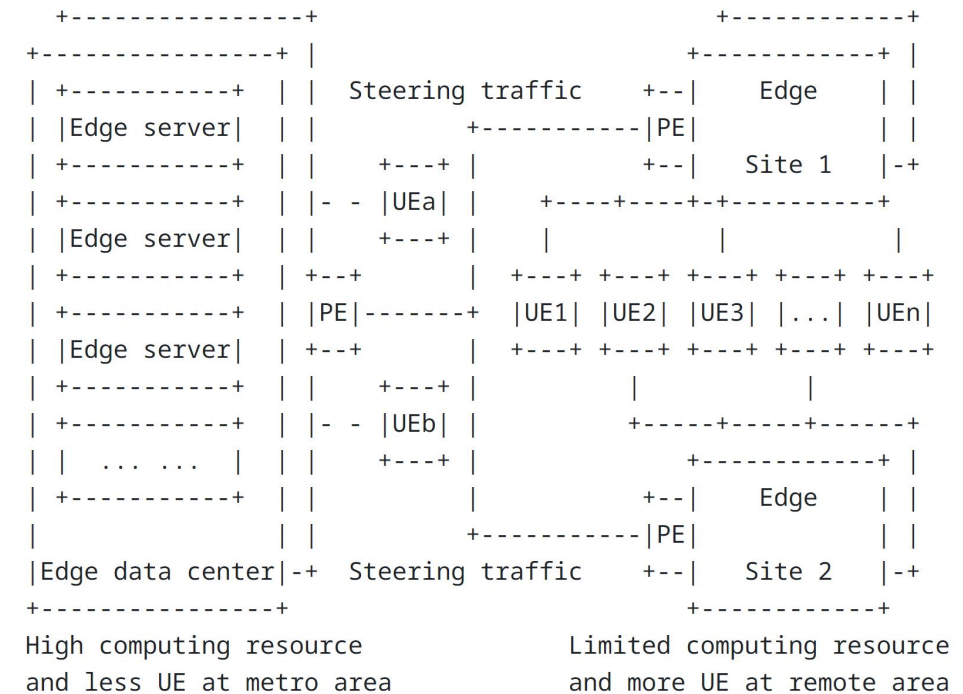 +----------------+                           +------------+
+----------------+ |                         +------------+ |
| +-----------+  | |  Steering traffic    +--|    Edge    | |
| |Edge server|  | |          +-----------|PE|            | |
| +-----------+  | |    +---+ |           +--|   Site 1   |-+
| +-----------+  | |- - |UEa| |    +----+----+-+----------+
| |Edge server|  | |    +---+ |    |           |           |
| +-----------+  | +--+       |  +---+ +---+ +---+ +---+ +---+
| +-----------+  | |PE|-------+  |UE1| |UE2| |UE3| |...| |UEn|
| |Edge server|  | +--+       |  +---+ +---+ +---+ +---+ +---+
| +-----------+  | |    +---+ |          |           |
| +-----------+  | |- - |UEb| |          +-----+-----+------+
| |  ... ...  |  | |    +---+ |              +------------+ |
| +-----------+  | |          |           +--|    Edge    | |
|                | |          +-----------|PE|            | |
|Edge data center|-+  Steering traffic    +--|   Site 2   |-+
+----------------+                           +------------+
High computing resource              Limited computing resource
and less UE at metro area            and more UE at remote area